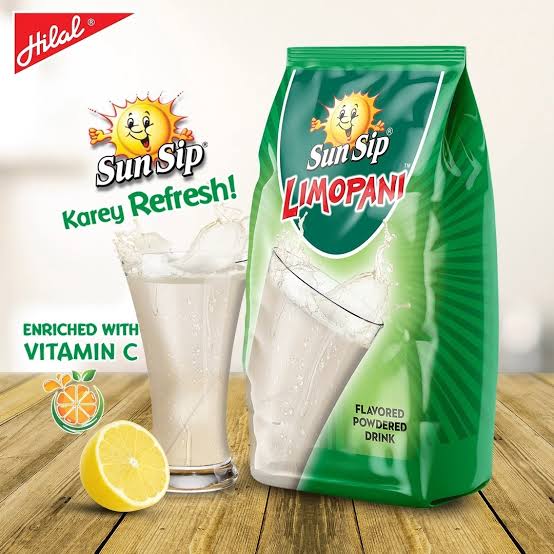 Hilal®
Sun Sip®
Karey Refresh!
ENRICHED WITH
VITAMIN C
Sun Sip®
LIMOPANI™
FLAVORED
POWDERED
DRINK